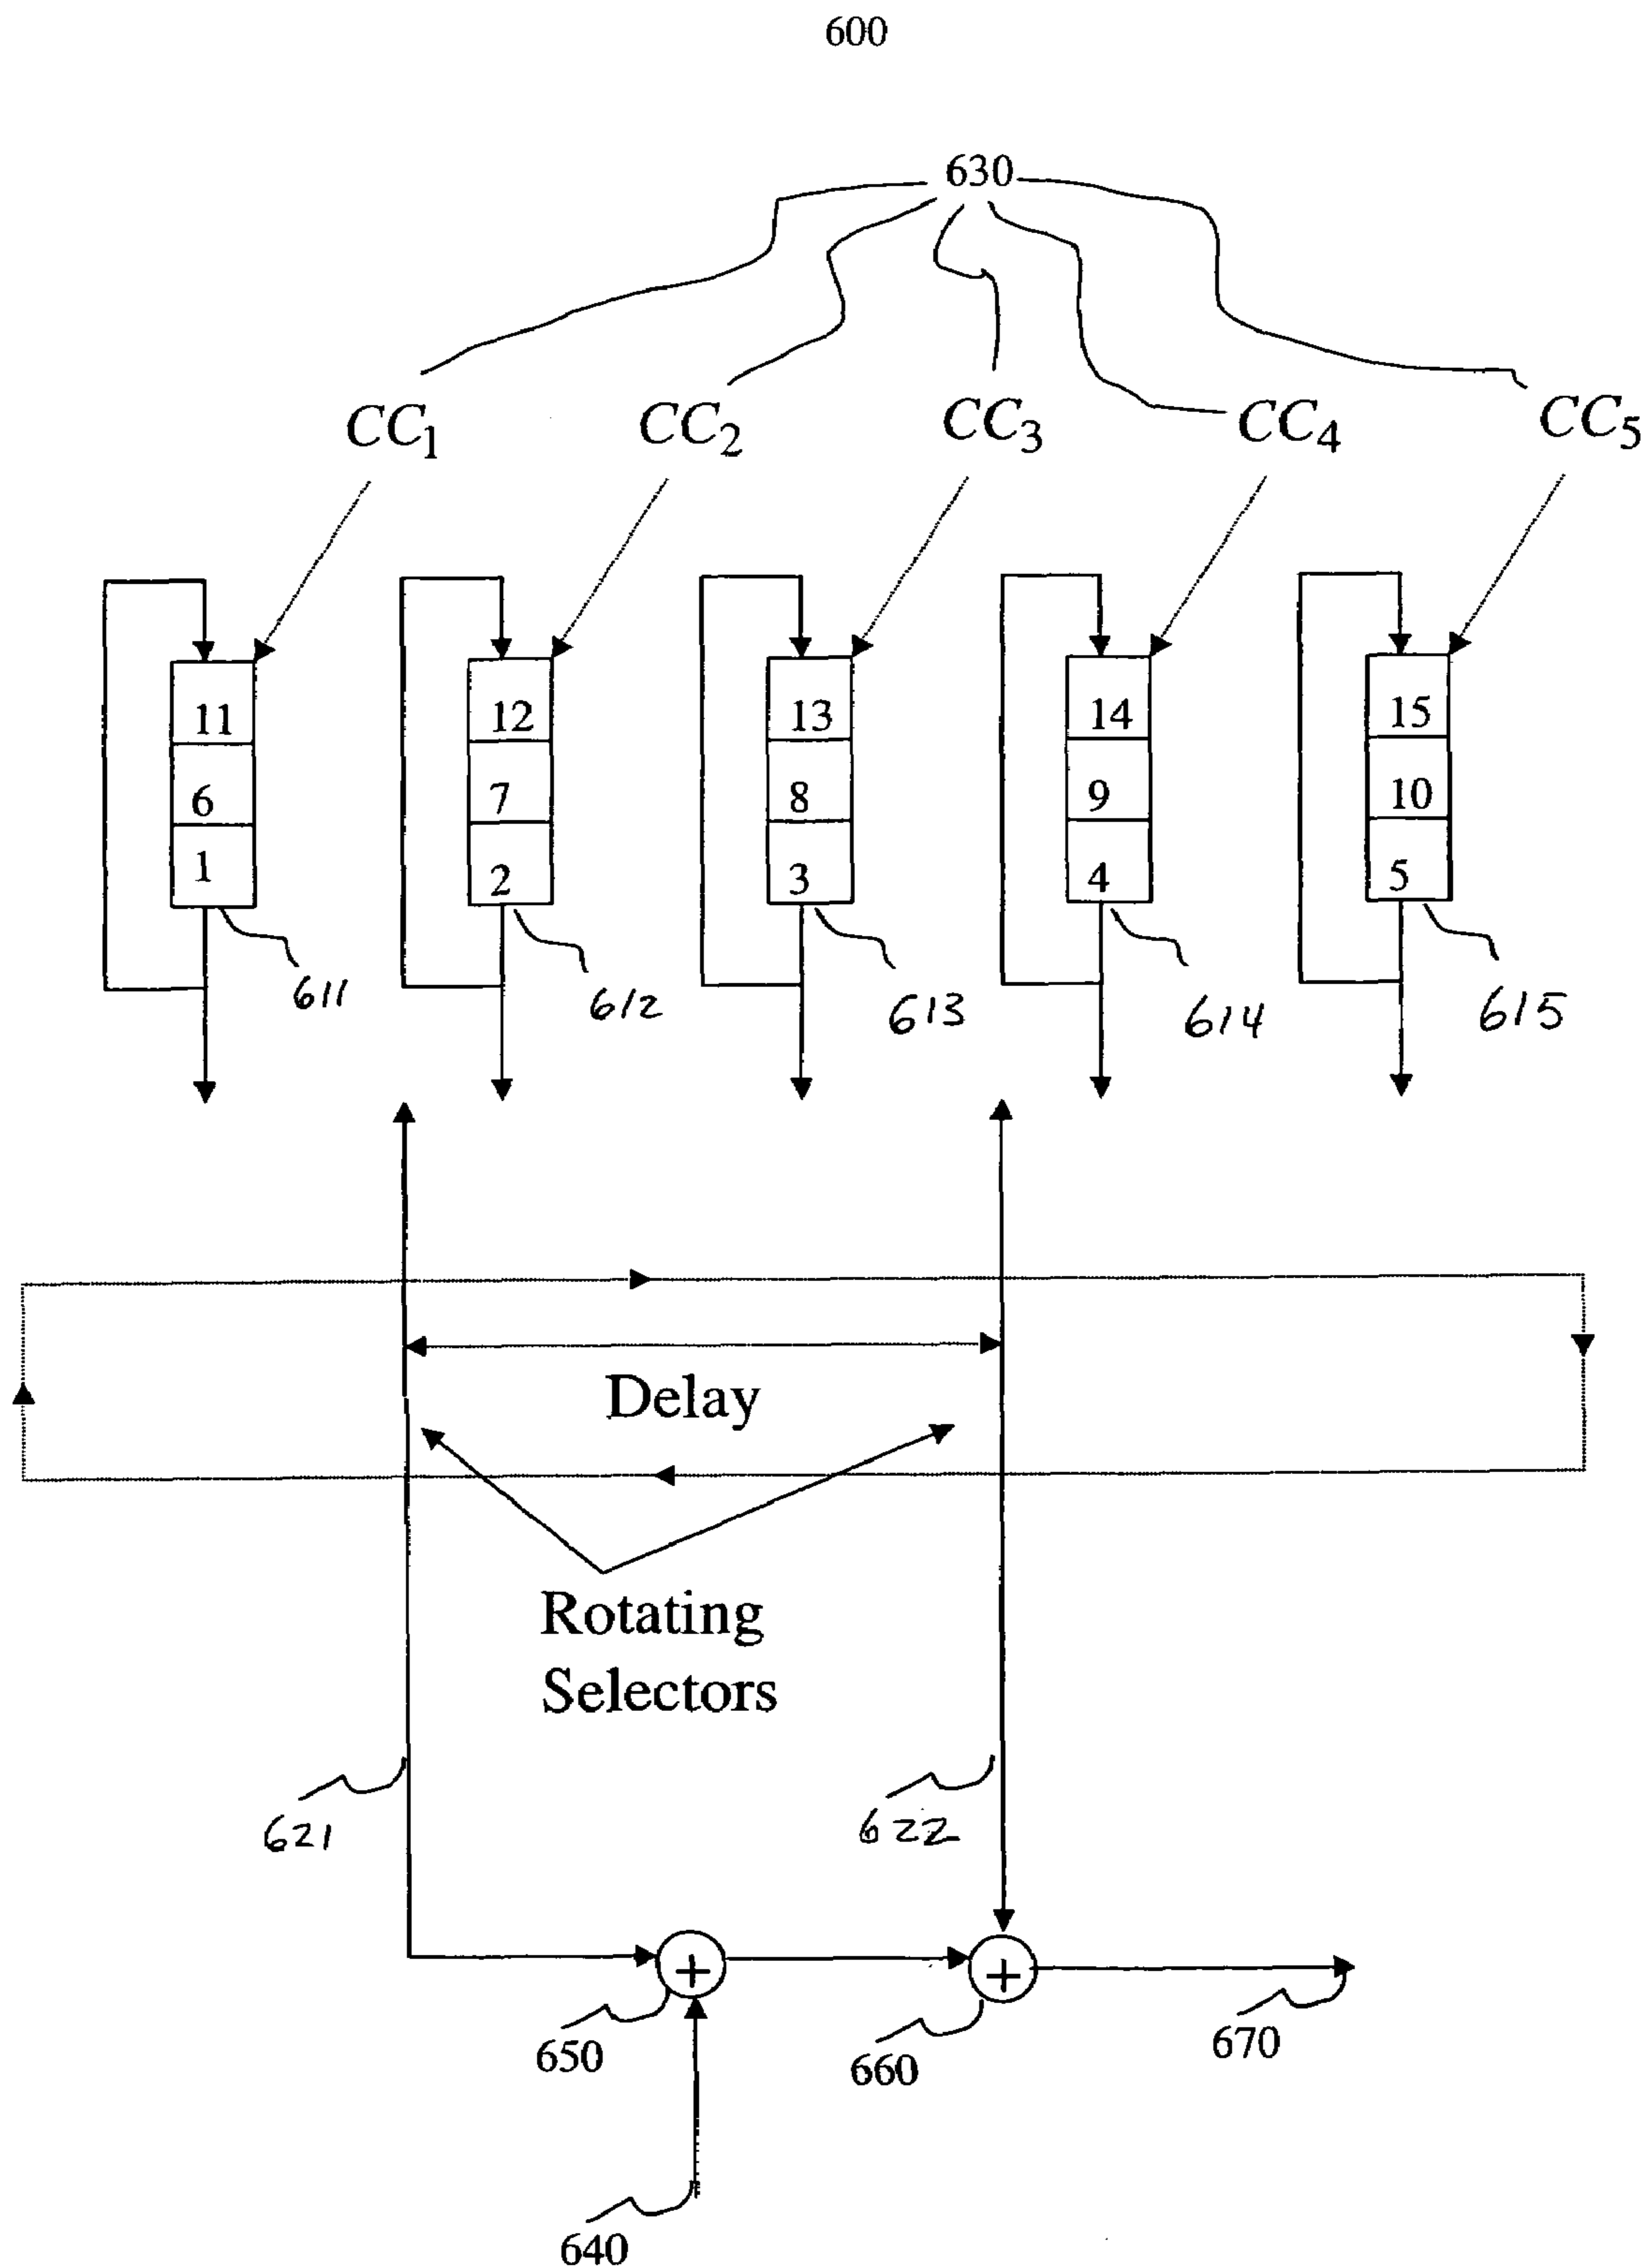 600
630
CC1 CC2 CC3 CC4 CC5
11 12 13 14 15
6 7 8 9 10
1 2 3 4 5
611 612 613 614 615
Delay
Rotating
Selectors
621 622
+ +
650 660 670
640